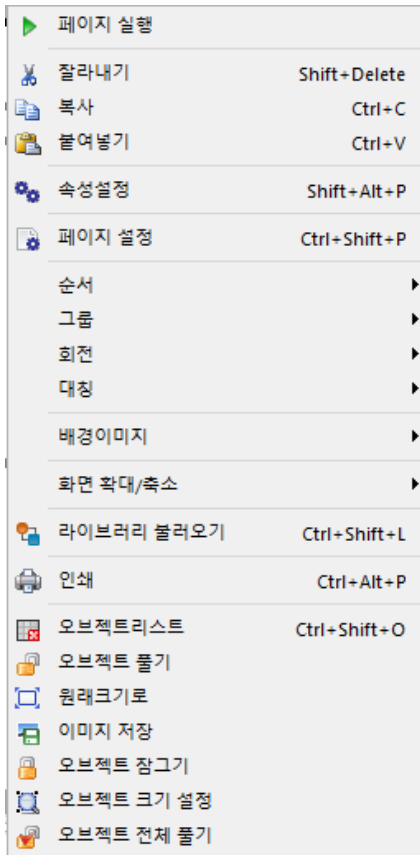 페이지 실행
잘라내기 Shift+Delete
복사 Ctrl+C
붙여넣기 Ctrl+V
속성설정 Shift+Alt+P
페이지 설정 Ctrl+Shift+P
순서
그룹
회전
대칭
배경이미지
화면 확대/축소
라이브러리 불러오기 Ctrl+Shift+L
인쇄 Ctrl+Alt+P
오브젝트리스트 Ctrl+Shift+O
오브젝트 풀기
원래크기로
이미지 저장
오브젝트 잠그기
오브젝트 크기 설정
오브젝트 전체 풀기